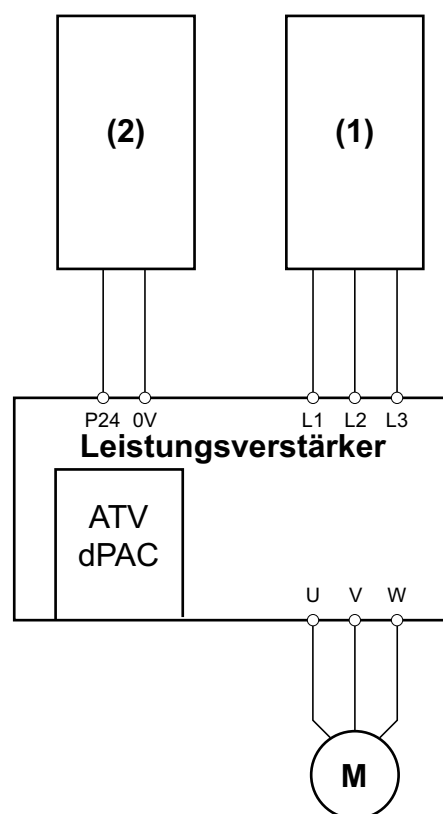 (2) (1)
P24 0V L1 L2 L3
Leistungsverstärker
ATV
dPAC
U V W
M